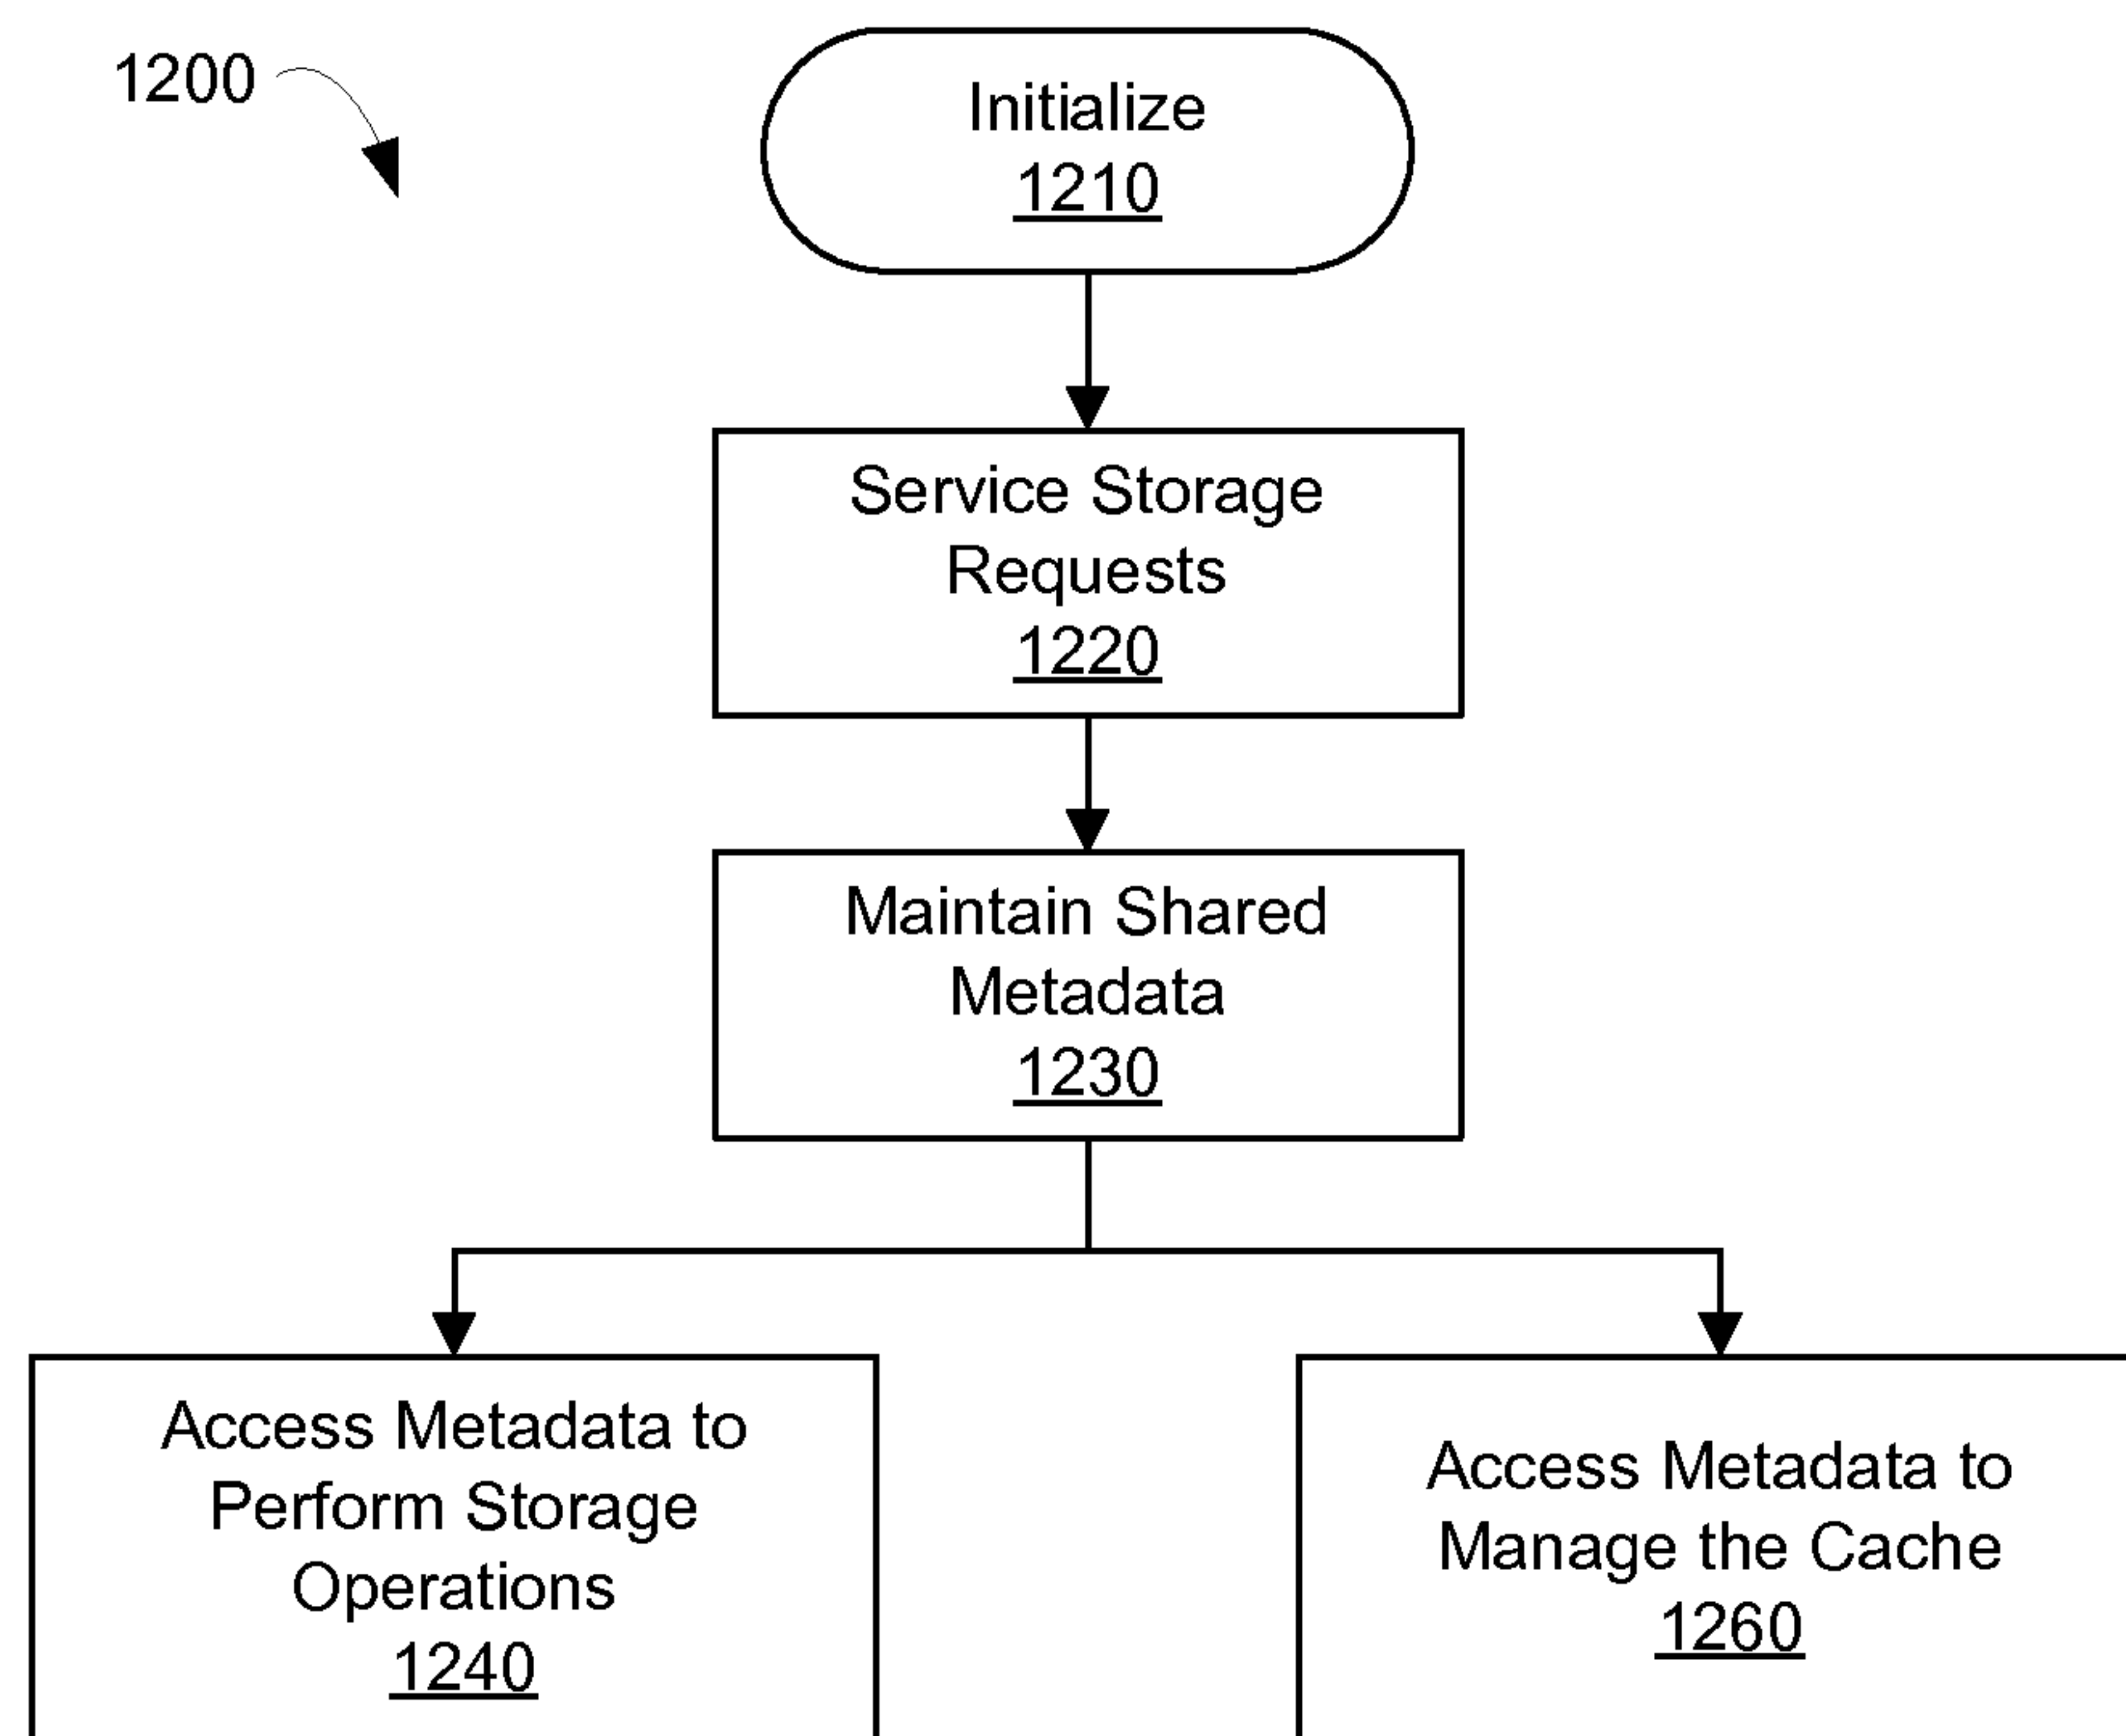 1200
Initialize
1210
Service Storage
Requests
1220
Maintain Shared
Metadata
1230
Access Metadata to
Perform Storage
Operations
1240
Access Metadata to
Manage the Cache
1260